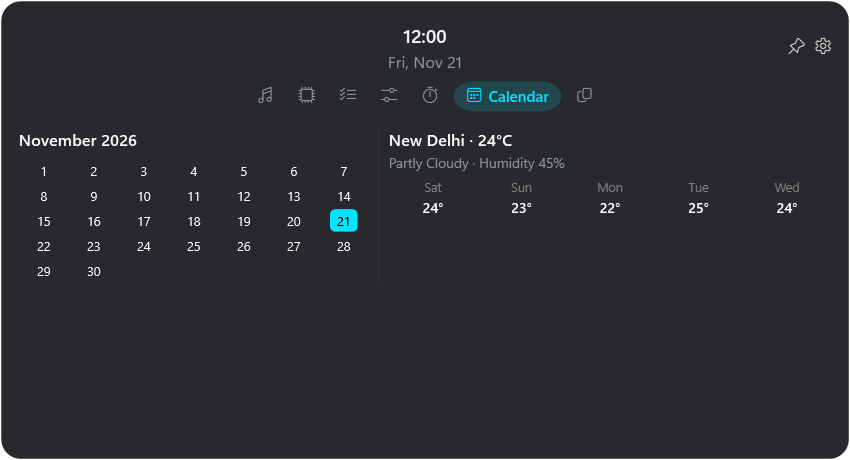 12:00
Fri, Nov 21
Calendar
November 2026
1 2 3 4 5 6 7
8 9 10 11 12 13 14
15 16 17 18 19 20 21
22 23 24 25 26 27 28
29 30
New Delhi · 24°C
Partly Cloudy · Humidity 45%
Sat Sun Mon Tue Wed
24° 23° 22° 25° 24°